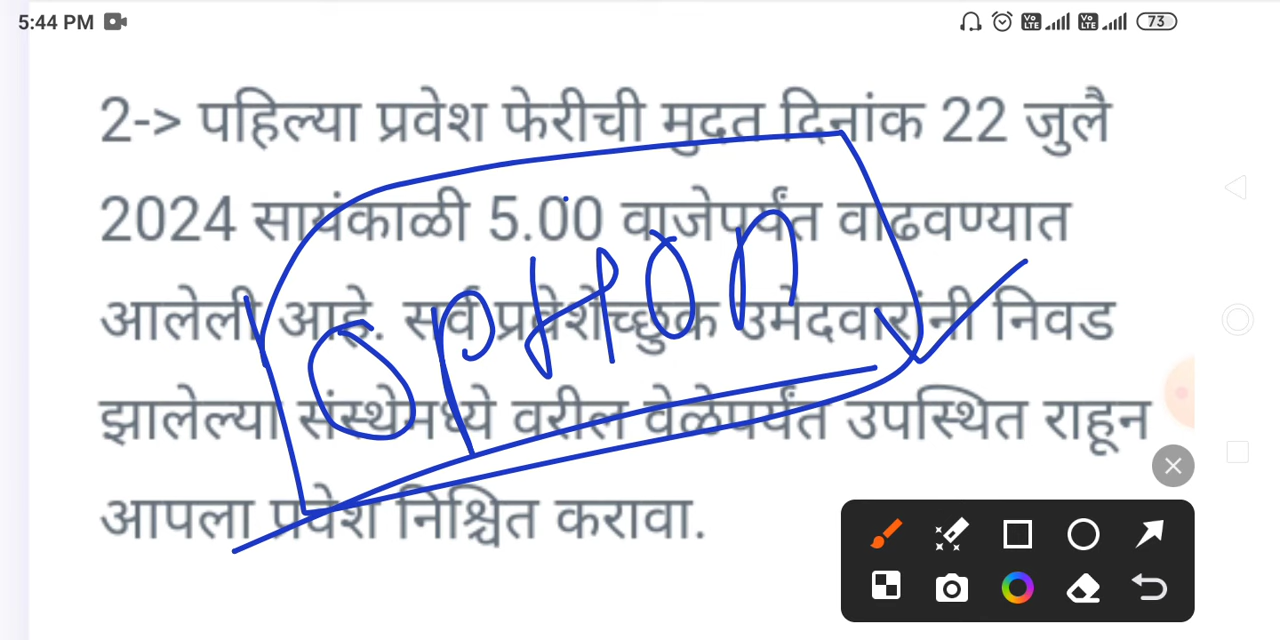 5:44 PM
73
2-> पहिल्या प्रवेश फेरीची मुदत दिनांक 22 जुलै
2024 सायंकाळी 5.00 वाजेपर्यंत वाढवण्यात
आलेली आहे. सर्व प्रवेशेच्छुक उमेदवारांनी निवड
झालेल्या संस्थेमध्ये वरील वेळेपर्यंत उपस्थित राहून
आपला प्रवेश निश्चित करावा.
option